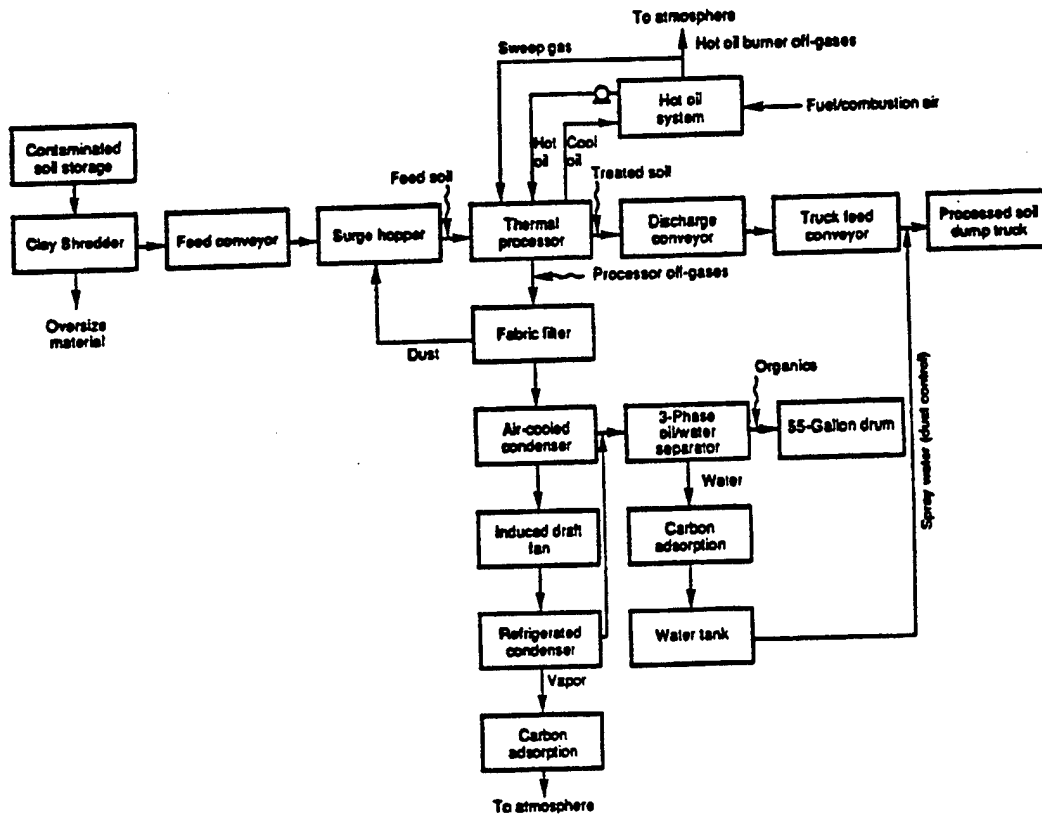 To atmosphere
Hot oil burner off-gases
Sweep gas
Hot oil
system
Fuel/combustion air
Contaminated
soil storage
Hot
oil
Cool
oil
Feed soil
Treated soil
Clay Shredder
Feed conveyor
Surge hopper
Thermal
processor
Discharge
conveyor
Truck feed
conveyor
Processed soil
dump truck
Processor off-gases
Oversize
material
Dust
Fabric filter
Organics
Air-cooled
condenser
3-Phase
oil/water
separator
55-Gallon drum
Spray water (dust control)
Water
Induced draft
fan
Carbon
adsorption
Refrigerated
condenser
Water tank
Vapor
Carbon
adsorption
To atmosphere